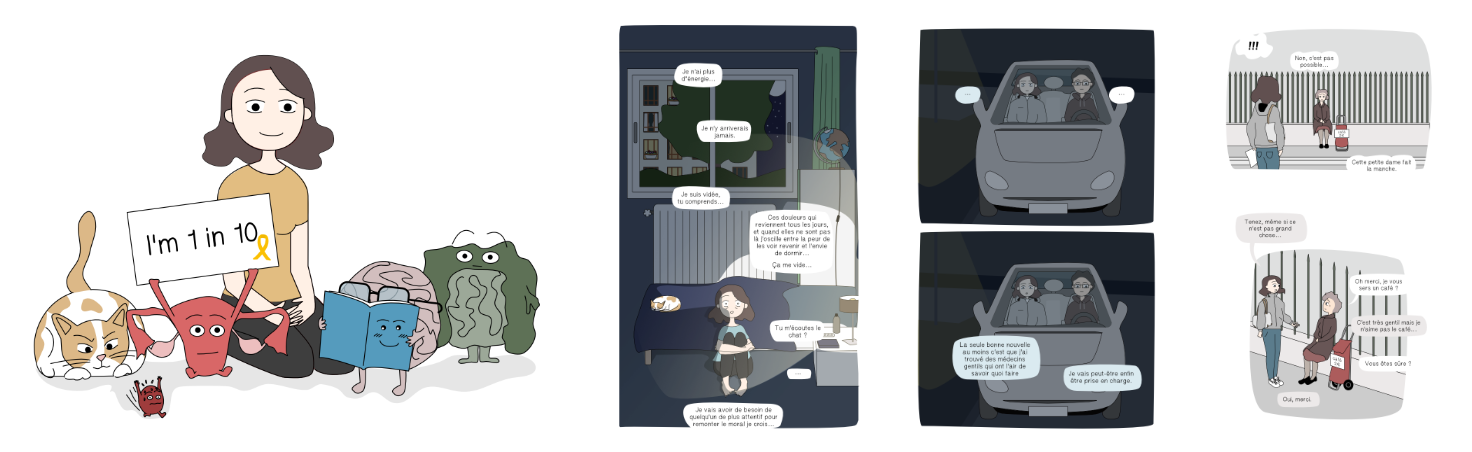 I'm 1 in 10
Je n'ai plus
d'énergie...
Je n'y arriverais
jamais.
Je suis vidée,
tu comprends...
Ces douleurs qui
reviennent tous les jours,
et quand elles ne sont pas
là j'oscille entre la peur de
les voir revenir et l'envie
de dormir...
Ça me vide...
Tu m'écoutes le
chat ?
...
Je vais avoir de besoin de
quelqu'un de plus attentif pour
remonter le moral je crois...
...
...
La seule bonne nouvelle
au moins c'est que j'ai
trouvé des médecins
gentils qui ont l'air de
savoir quoi faire
Je vais peut-être enfin
être prise en charge.
!!!
Non, c'est pas
possible...
Cette petite dame fait
la manche.
Tenez, même si ce
n'est pas grand
chose...
Oh merci, je vous
sers un café ?
C'est très gentil mais je
n'aime pas le café...
Vous êtes sûre ?
Oui, merci.